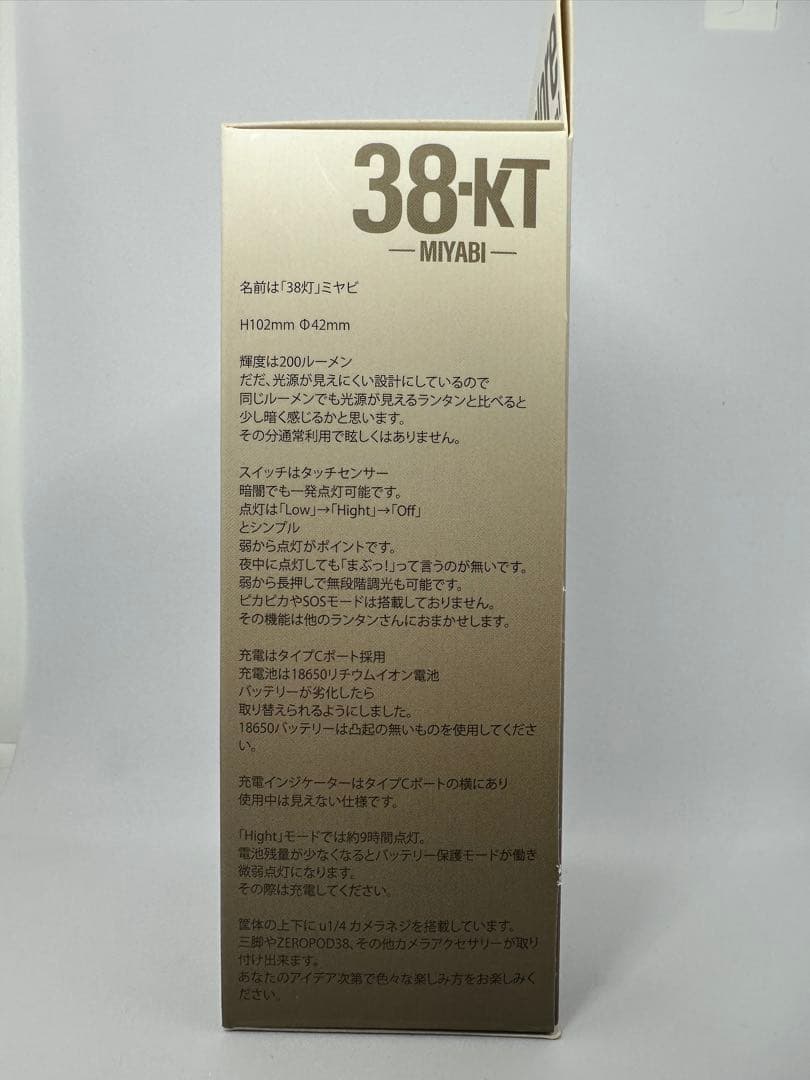 38-KT
MIYABI
名前は「38灯」ミヤビ
H102mm Φ42mm
輝度は200ルーメン
だだ、光源が見えにくい設計にしているので
同じルーメンでも光源が見えるランタンと比べると
少し暗く感じるかと思います。
その分通常利用で眩しくはありません。
スイッチはタッチセンサー
暗闇でも一発点灯可能です。
点灯は「Low」→「Hight」→「Off」
とシンプル
弱から点灯がポイントです。
夜中に点灯しても「まぶっ!」って言うのが無いです。
弱から長押しで無段階調光も可能です。
ピカピカやSOSモードは搭載しておりません。
その機能は他のランタンさんにおまかせします。
充電はタイプCポート採用
充電池は18650リチウムイオン電池
バッテリーが劣化したら
取り替えられるようにしました。
18650バッテリーは凸起の無いものを使用してくださ
い。
充電インジケーターはタイプCポートの横にあり
使用中は見えない仕様です。
「Hight」モードでは約9時間点灯。
電池残量が少なくなるとバッテリー保護モードが働き
微弱点灯になります。
その際は充電してください。
筐体の上下に u1/4 カメラネジを搭載しています。
三脚やZEROPOD38、その他カメラアクセサリーが取り
付け出来ます。
あなたのアイデア次第で色々な楽しみ方をお楽しみく
ださい。